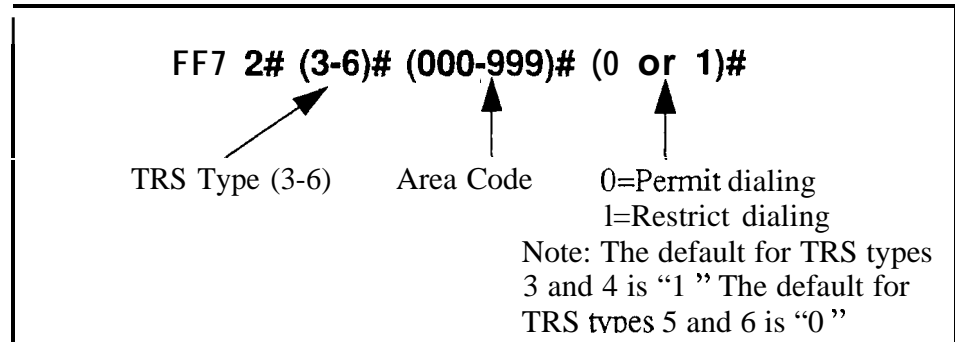 FF7 2# (3-6)# (000-999)# (0 or 1)#
TRS Type (3-6) Area Code 0=Permit dialing
1=Restrict dialing
Note: The default for TRS types
3 and 4 is “1 ” The default for
TRS types 5 and 6 is “0 ”